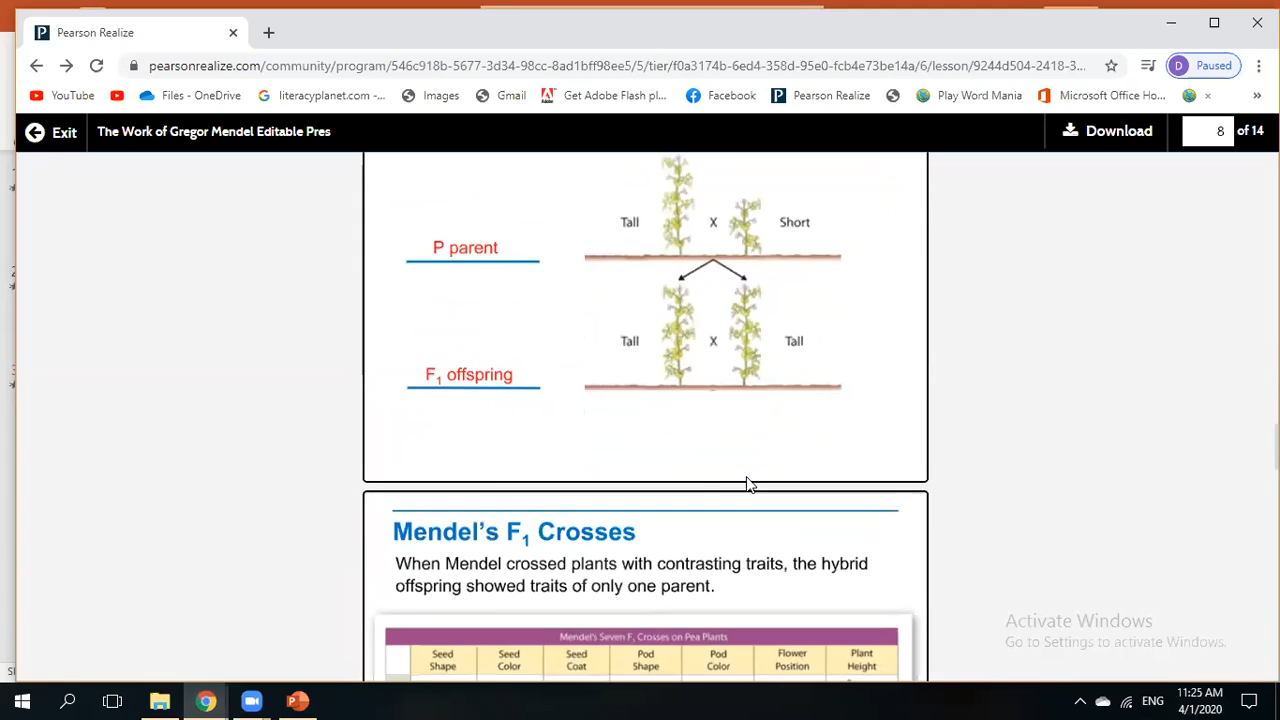 Pearson Realize
pearsonrealize.com/community/program/546c918b-5677-3d34-98cc-8ad1bff98ee5/5/tier/f0a3174b-6ed4-358d-95e0-fcb4e73be14a/6/lesson/9244d504-2418-3...
D Paused
YouTube Files - OneDrive literacyplanet.com -... Images Gmail Get Adobe Flash pl... Facebook Pearson Realize Play Word Mania Microsoft Office Ho... »
Exit The Work of Gregor Mendel Editable Pres Download 8 of 14
Tall X Short
P parent
Tall X Tall
F1 offspring
Mendel's F1 Crosses
When Mendel crossed plants with contrasting traits, the hybrid
offspring showed traits of only one parent.
Mendel's Seven F1 Crosses on Pea Plants
Seed Shape Seed Color Seed Coat Pod Shape Pod Color Flower Position Plant Height
Activate Windows
Go to Settings to activate Windows.
ENG
11:25 AM
4/1/2020